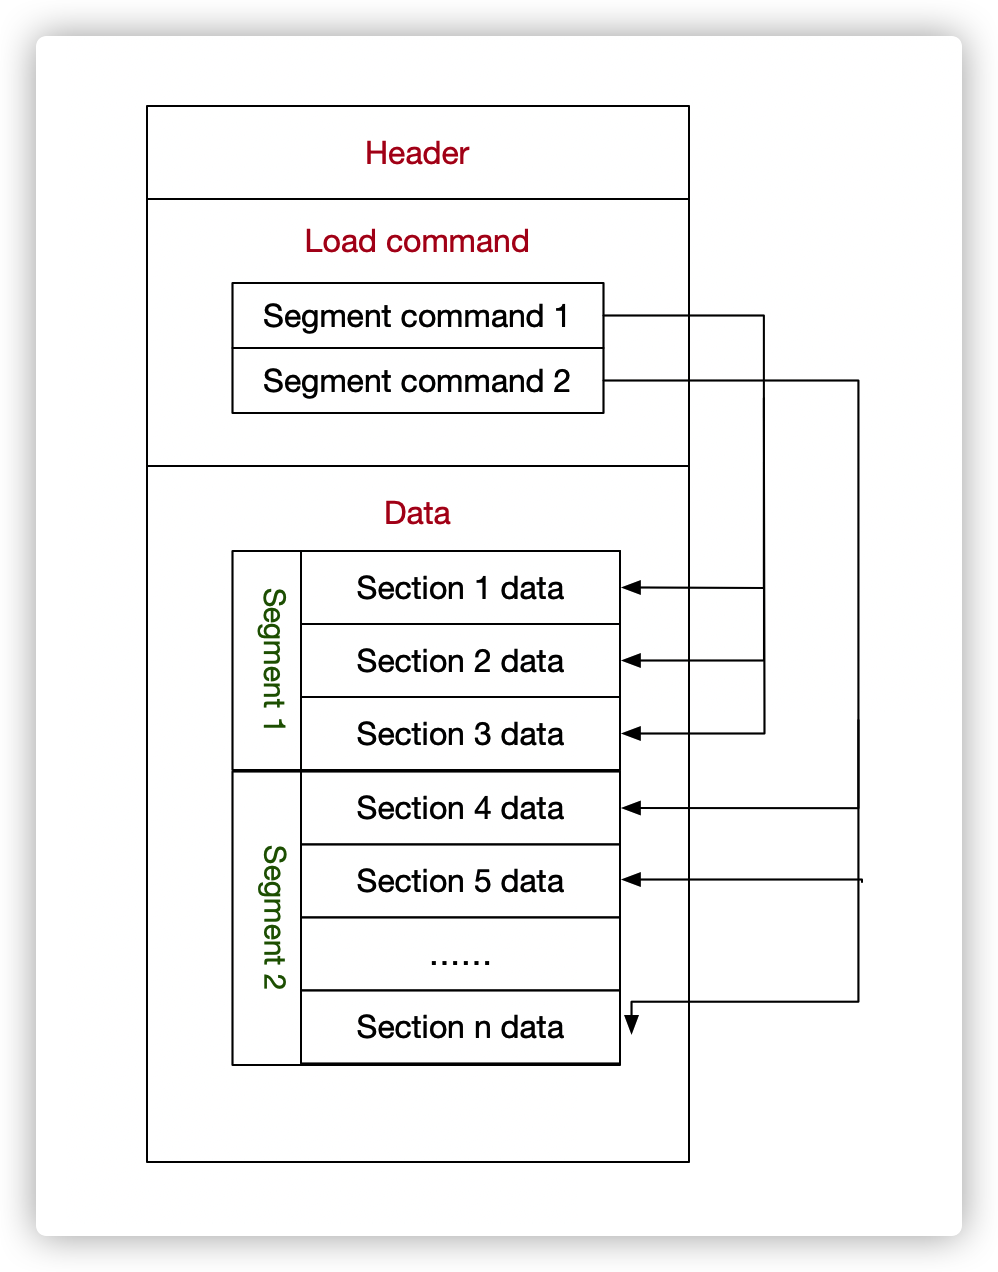 Header
Load command
Segment command 1
Segment command 2
Data
Segment 1
Section 1 data
Section 2 data
Section 3 data
Segment 2
Section 4 data
Section 5 data
......
Section n data